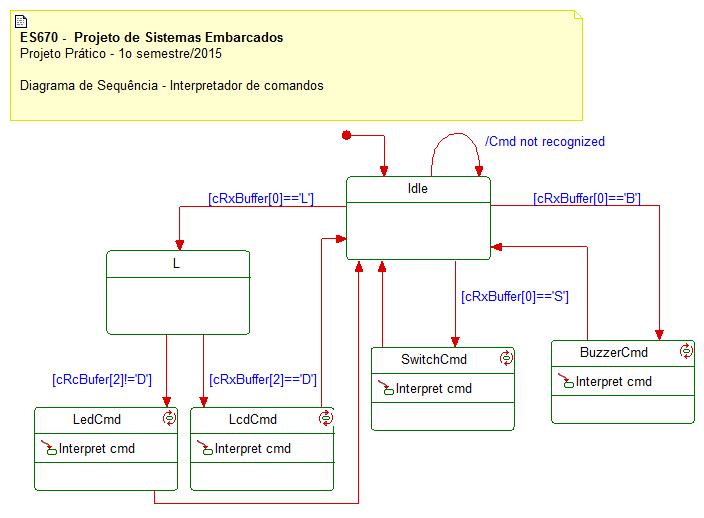 ES670 - Projeto de Sistemas Embarcados
Projeto Prático - 1o semestre/2015
Diagrama de Sequência - Interpretador de comandos
/Cmd not recognized
Idle
[cRxBuffer[0]=='L']
[cRxBuffer[0]=='B']
L
[cRxBuffer[0]=='S']
SwitchCmd
Interpret cmd
BuzzerCmd
Interpret cmd
[cRcBufer[2]!='D']
[cRxBuffer[2]=='D']
LedCmd
Interpret cmd
LcdCmd
Interpret cmd